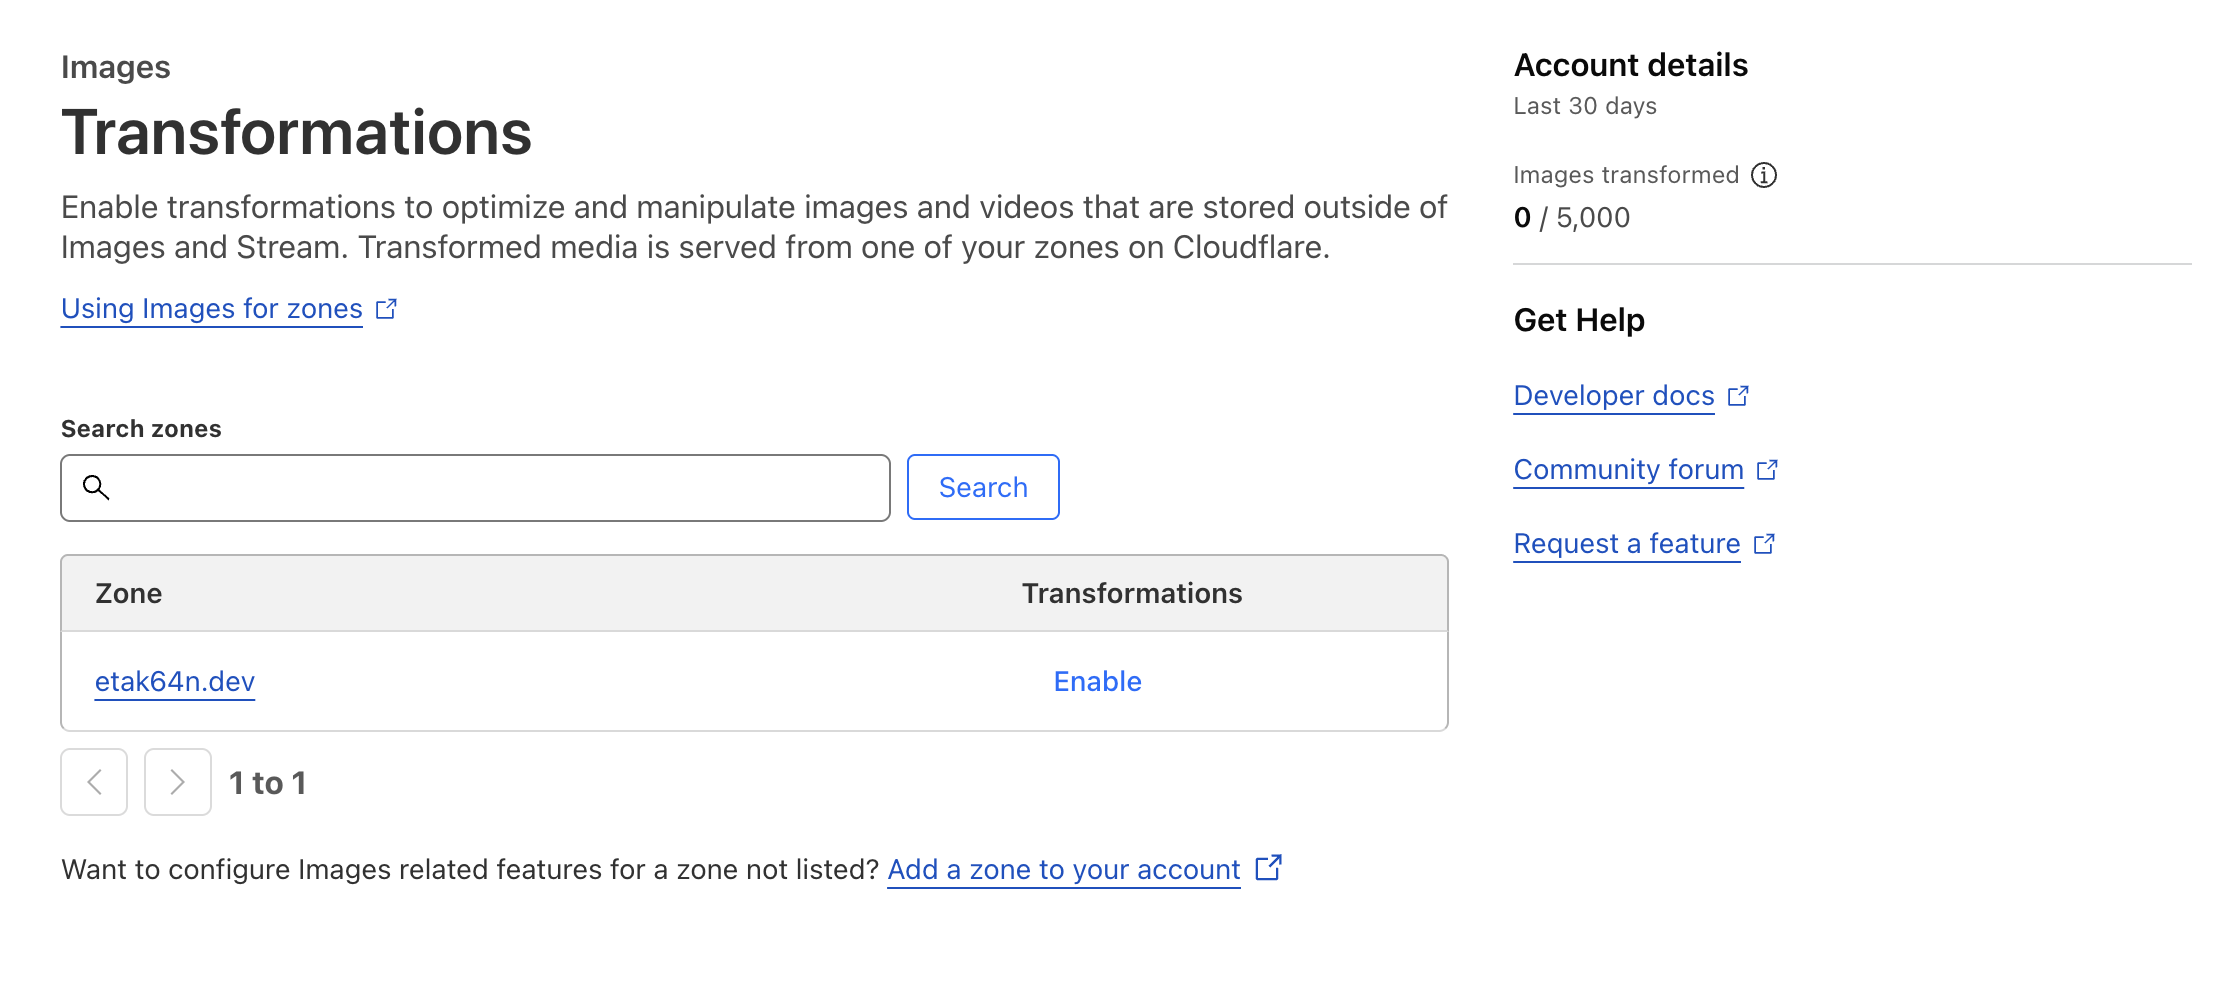 Images
Transformations
Enable transformations to optimize and manipulate images and videos that are stored outside of
Images and Stream. Transformed media is served from one of your zones on Cloudflare.
Using Images for zones
Search zones
Search
Zone Transformations
etak64n.dev Enable
1 to 1
Want to configure Images related features for a zone not listed? Add a zone to your account
Account details
Last 30 days
Images transformed
0 / 5,000
Get Help
Developer docs
Community forum
Request a feature